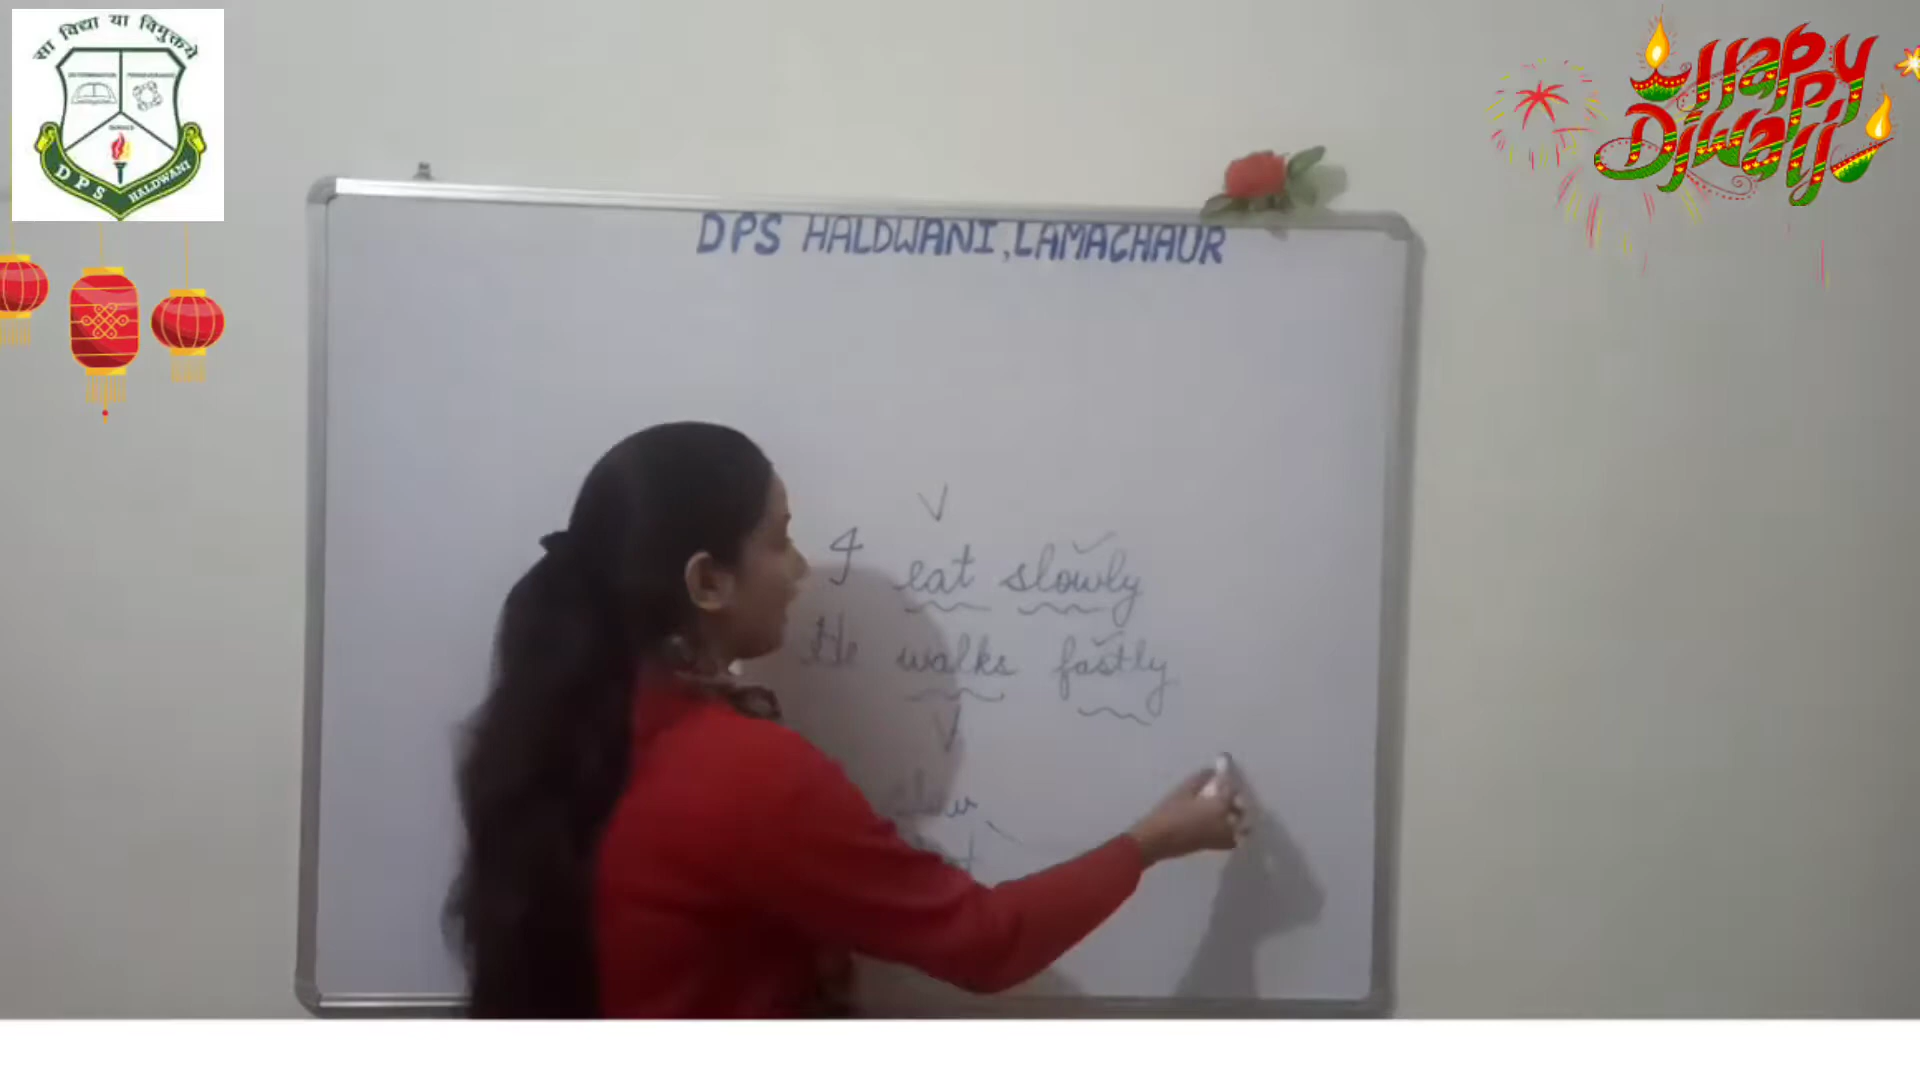 सा विद्या या विमुक्तये
DPS HALDWANI
Happy
Diwali
DPS HALDWANI, LAMACHAUR
V
I eat slowly
He walks fastly
V